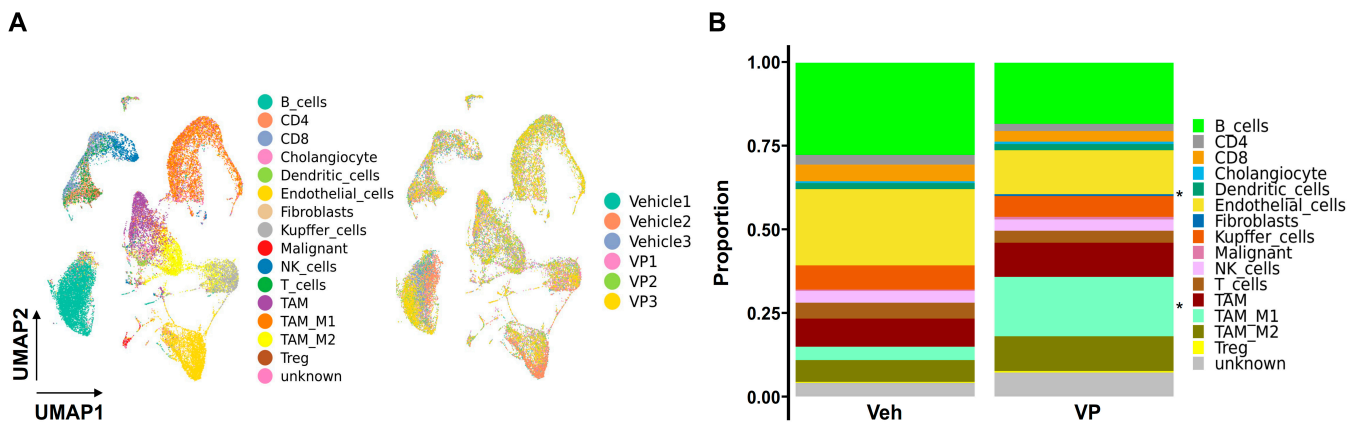 A
B_cells
CD4
CD8
Cholangiocyte
Dendritic_cells
Endothelial_cells
Fibroblasts
Kupffer_cells
Malignant
NK_cells
T_cells
TAM
TAM_M1
TAM_M2
Treg
unknown
UMAP2
UMAP1
Vehicle1
Vehicle2
Vehicle3
VP1
VP2
VP3
B
Proportion
1.00
0.75
0.50
0.25
0.00
Veh
VP
*
*
B_cells
CD4
CD8
Cholangiocyte
Dendritic_cells
Endothelial_cells
Fibroblasts
Kupffer_cells
Malignant
NK_cells
T_cells
TAM
TAM_M1
TAM_M2
Treg
unknown